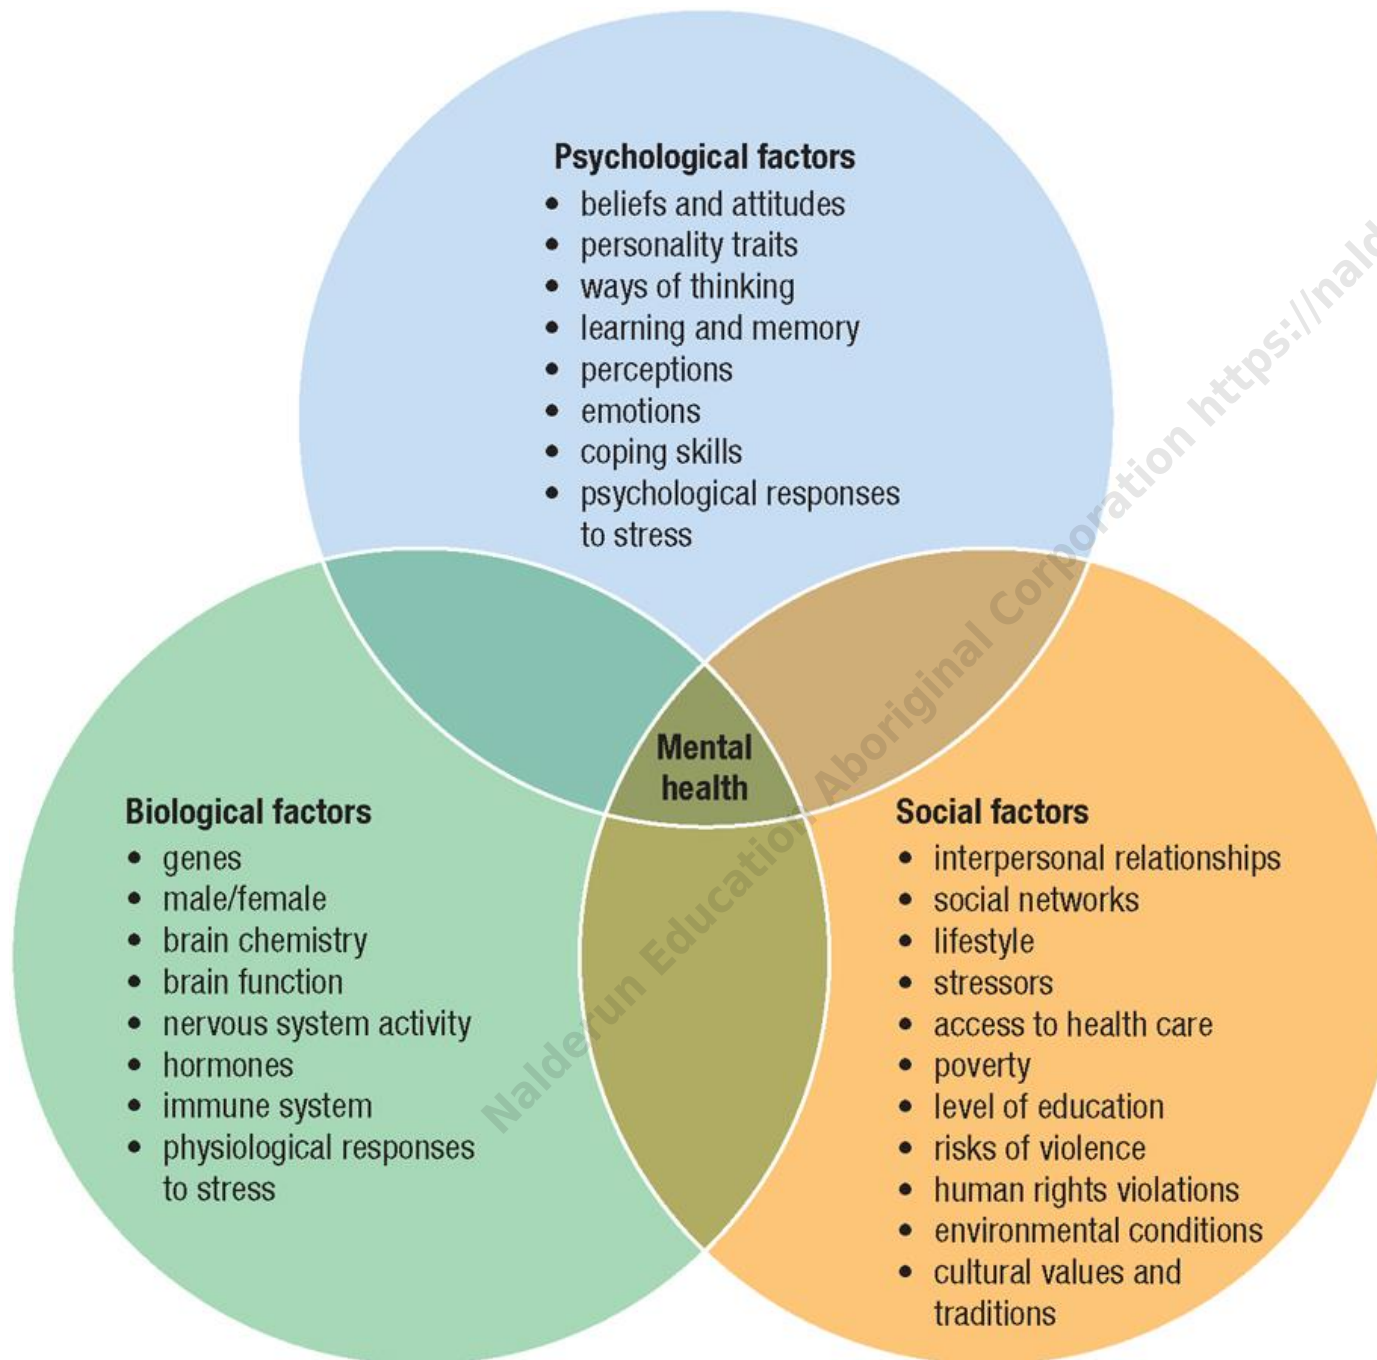 Psychological factors
• beliefs and attitudes
• personality traits
• ways of thinking
• learning and memory
• perceptions
• emotions
• coping skills
• psychological responses
to stress
Mental
health
Biological factors
• genes
• male/female
• brain chemistry
• brain function
• nervous system activity
• hormones
• immune system
• physiological responses
to stress
Social factors
• interpersonal relationships
• social networks
• lifestyle
• stressors
• access to health care
• poverty
• level of education
• risks of violence
• human rights violations
• environmental conditions
• cultural values and
traditions
Nalderun Education Aboriginal Corporation https://nald